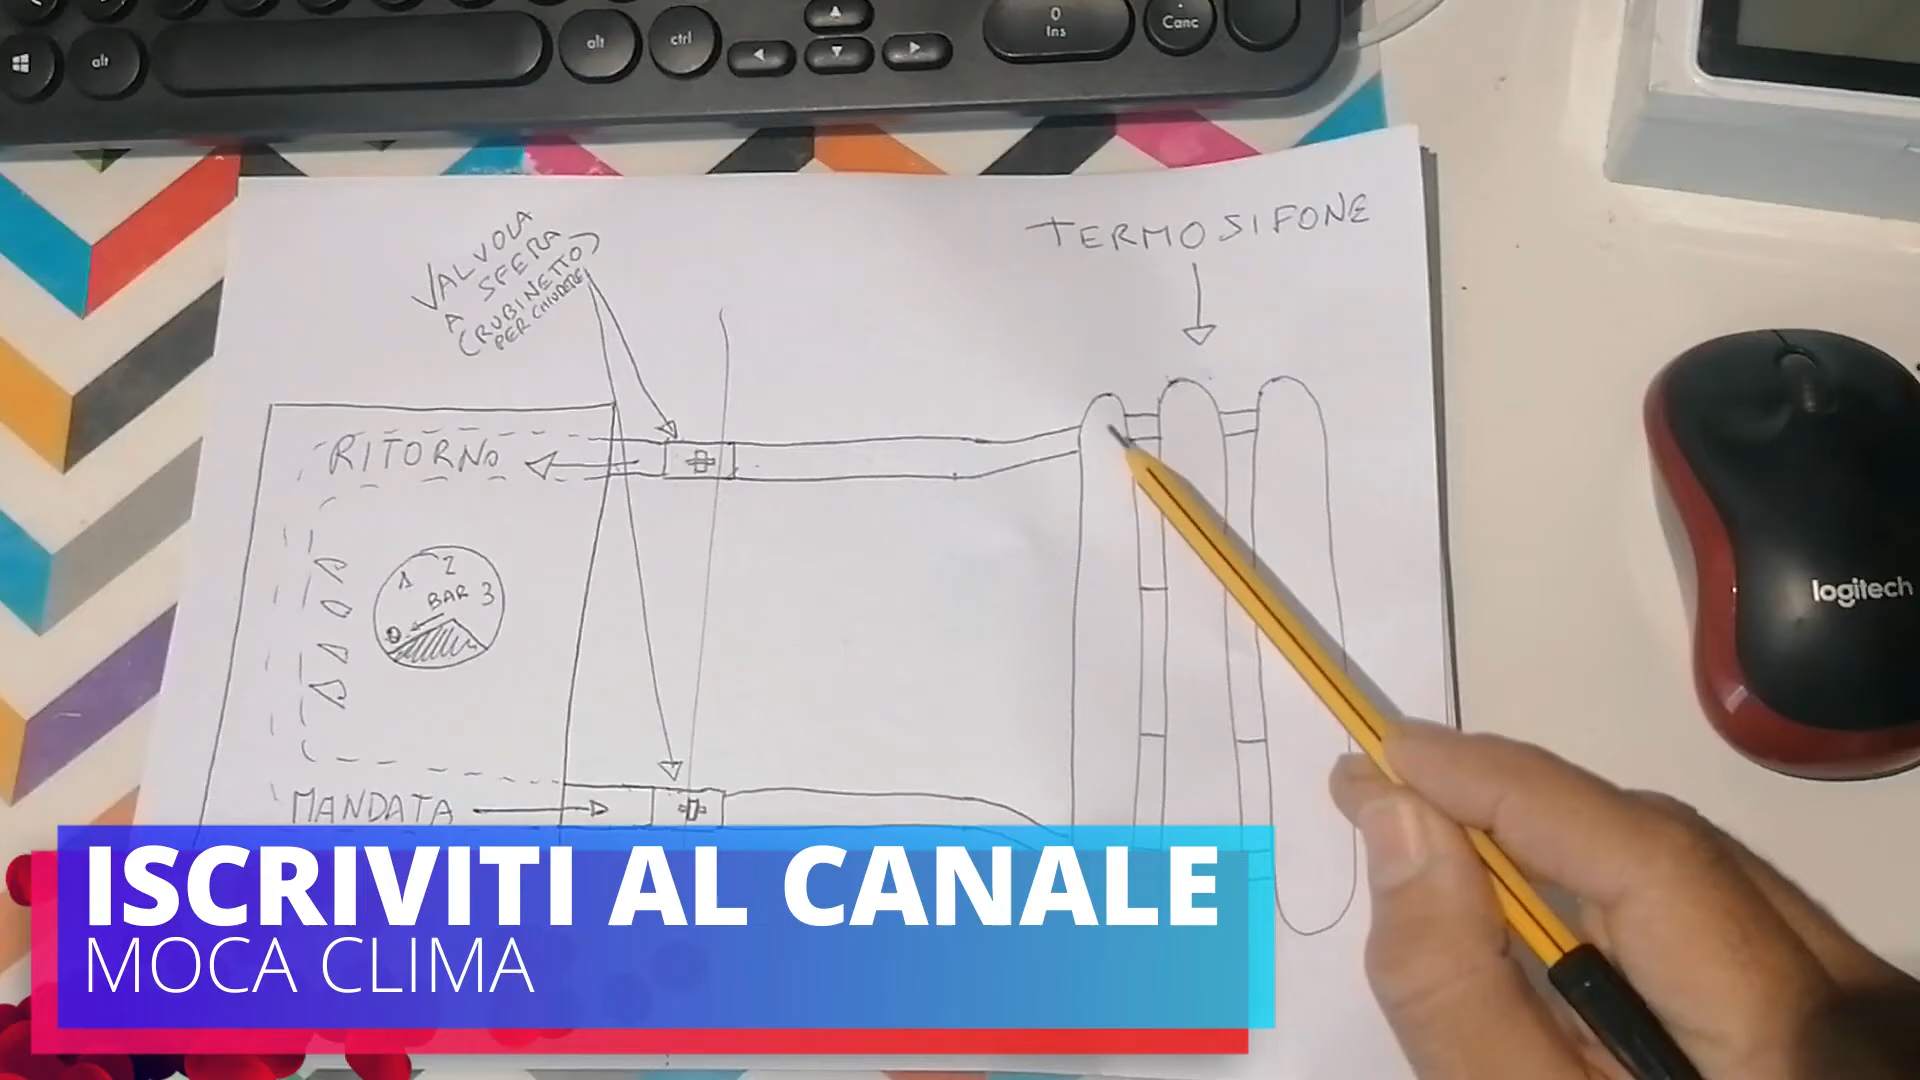 alt
alt
ctrl
0
Ins
Canc
TERMOSIFONE
VALVOLA
A SFERA
(RUBINETTO
PER CHIUDERE)
RITORNO
1 2 3
BAR
0
MANDATA
logitech
ISCRIVITI AL CANALE
MOCA CLIMA